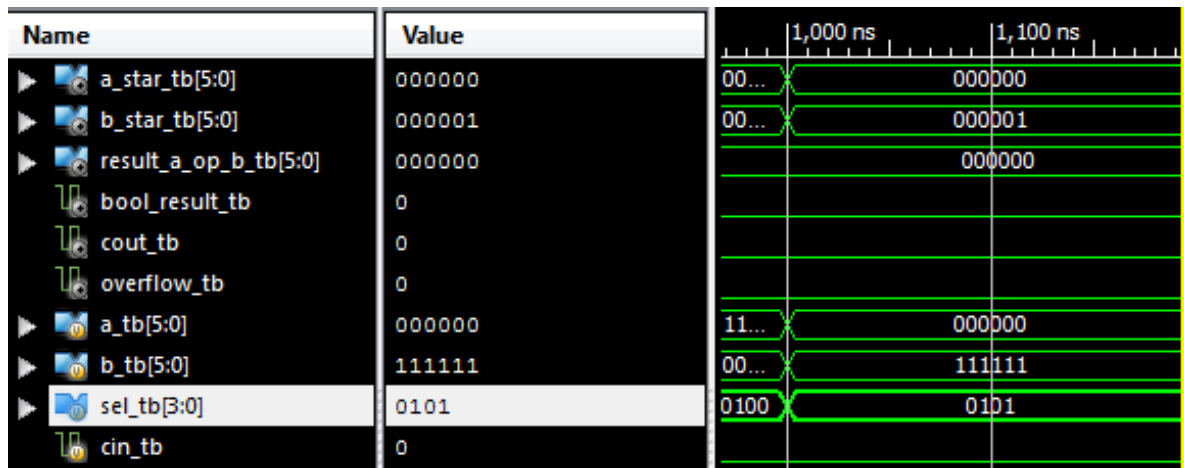 Name Value 1,000 ns 1,100 ns
a_star_tb[5:0] 000000 00... 000000
b_star_tb[5:0] 000001 00... 000001
result_a_op_b_tb[5:0] 000000 000000
bool_result_tb 0
cout_tb 0
overflow_tb 0
a_tb[5:0] 000000 11... 000000
b_tb[5:0] 111111 00... 111111
sel_tb[3:0] 0101 0100 0101
cin_tb 0